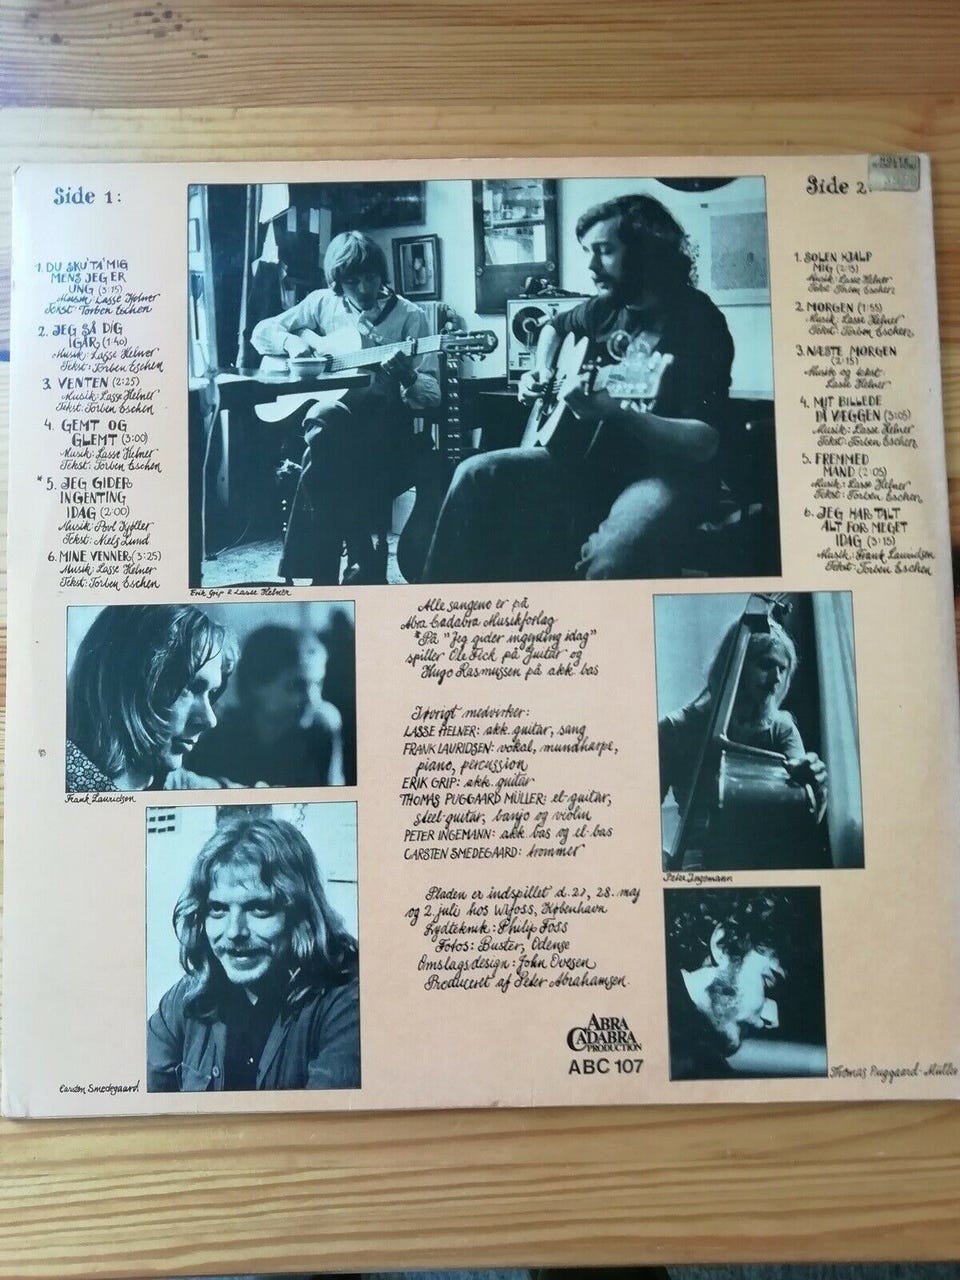 Side 1:
1. DU SKU' TA' MIG
MENS JEG ER
UNG (3:15)
Musik: Lasse Helner
Tekst: Torben Eschen
2. JEG SÅ DIG
IGÅR (1:40)
Musik: Lasse Helner
Tekst: Torben Eschen
3. VENTEN (2:25)
Musik: Lasse Helner
Tekst: Torben Eschen
4. GEMT OG
GLEMT (3:00)
Musik: Lasse Helner
Tekst: Torben Eschen
*5. JEG GIDER
INGENTING
IDAG (2:00)
Musik: Povl Kjøller
Tekst: Niels Lund
6. MINE VENNER (3:25)
Musik: Lasse Helner
Tekst: Torben Eschen
Side 2:
1. SOLEN HJALP
MIG (2:15)
Musik: Lasse Helner
Tekst: Torben Eschen
2. MORGEN (1:55)
Musik: Lasse Helner
Tekst: Torben Eschen
3. NÆSTE MORGEN
(2:15)
Musik og tekst:
Lasse Helner
4. MIT BILLEDE
PÅ VÆGGEN (3:05)
Musik: Lasse Helner
Tekst: Torben Eschen
5. FREMMED
MAND (2:05)
Musik: Lasse Helner
Tekst: Torben Eschen
6. JEG HAR TALT
ALT FOR MEGET
IDAG (3:15)
Musik: Frank Lauridsen
Tekst: Torben Eschen
Erik Grip & Lasse Helner
Alle sangene er på
Abra Cadabra Musikforlag
*På "Jeg gider ingenting idag"
spiller Ole Fick på guitar og
Hugo Rasmussen på akk. bas
Iøvrigt medvirker:
LASSE HELNER: akk. guitar, sang
FRANK LAURIDSEN: vokal, mundharpe,
piano, percussion
ERIK GRIP: akk. guitar
THOMAS PUGGAARD MÜLLER: el-guitar,
steel-guitar, banjo og violin
PETER INGEMANN: akk. bas og el-bas
CARSTEN SMEDEGAARD: trommer
Pladen er indspillet d. 27, 28. maj
og 2. juli hos Wifoss, København
Lydteknik: Philip Foss
Fotos: Buster, Odense
Omslagsdesign: John Ovesen
Produceret af Peter Abrahamsen.
Frank Lauridsen
Peter Ingemann
Carsten Smedegaard
Thomas Puggaard-Müller
ABRA
CADABRA
PRODUCTION
ABC 107